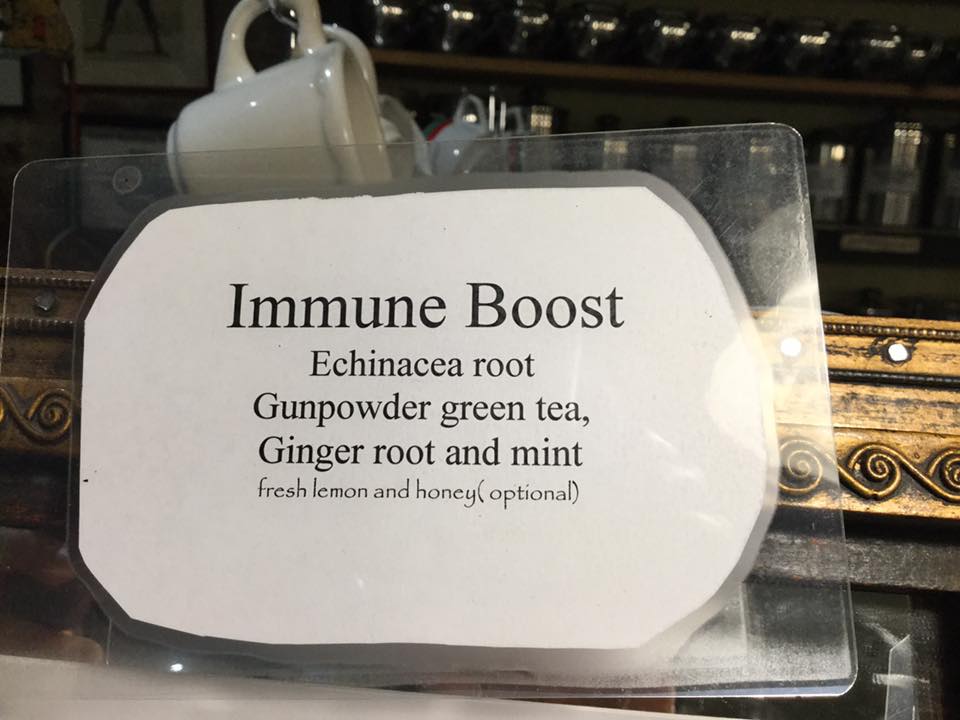 Immune Boost
Echinacea root
Gunpowder green tea,
Ginger root and mint
fresh lemon and honey( optional)